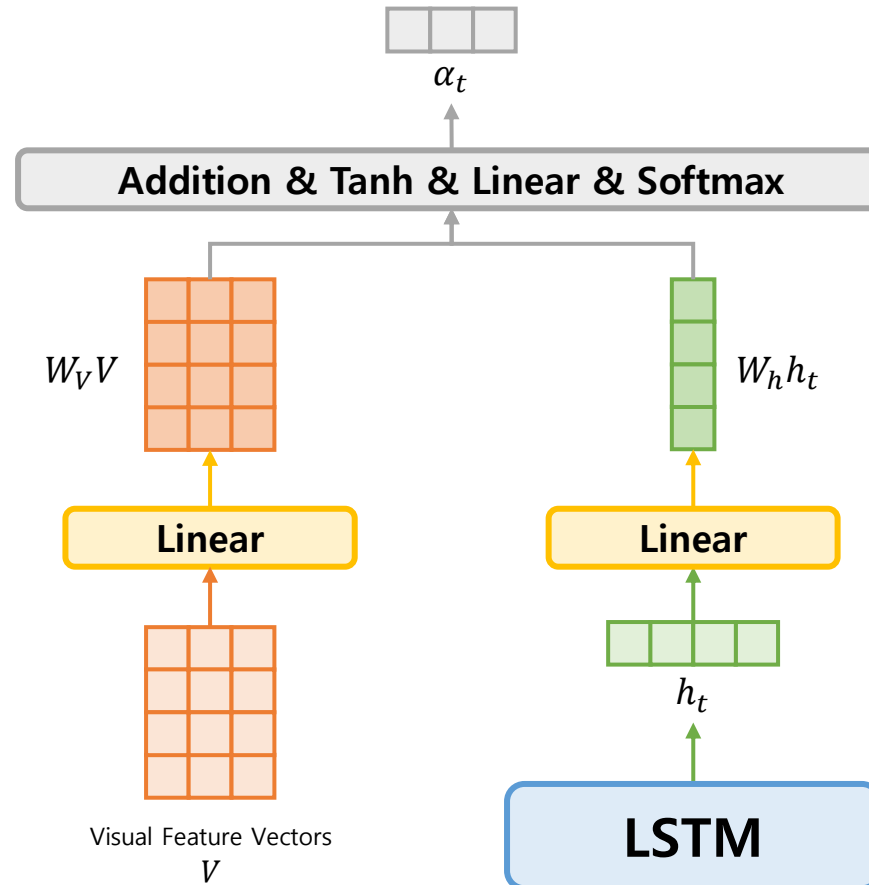 α_t
Addition & Tanh & Linear & Softmax
W_V V
W_h h_t
Linear
Linear
h_t
Visual Feature Vectors
V
LSTM